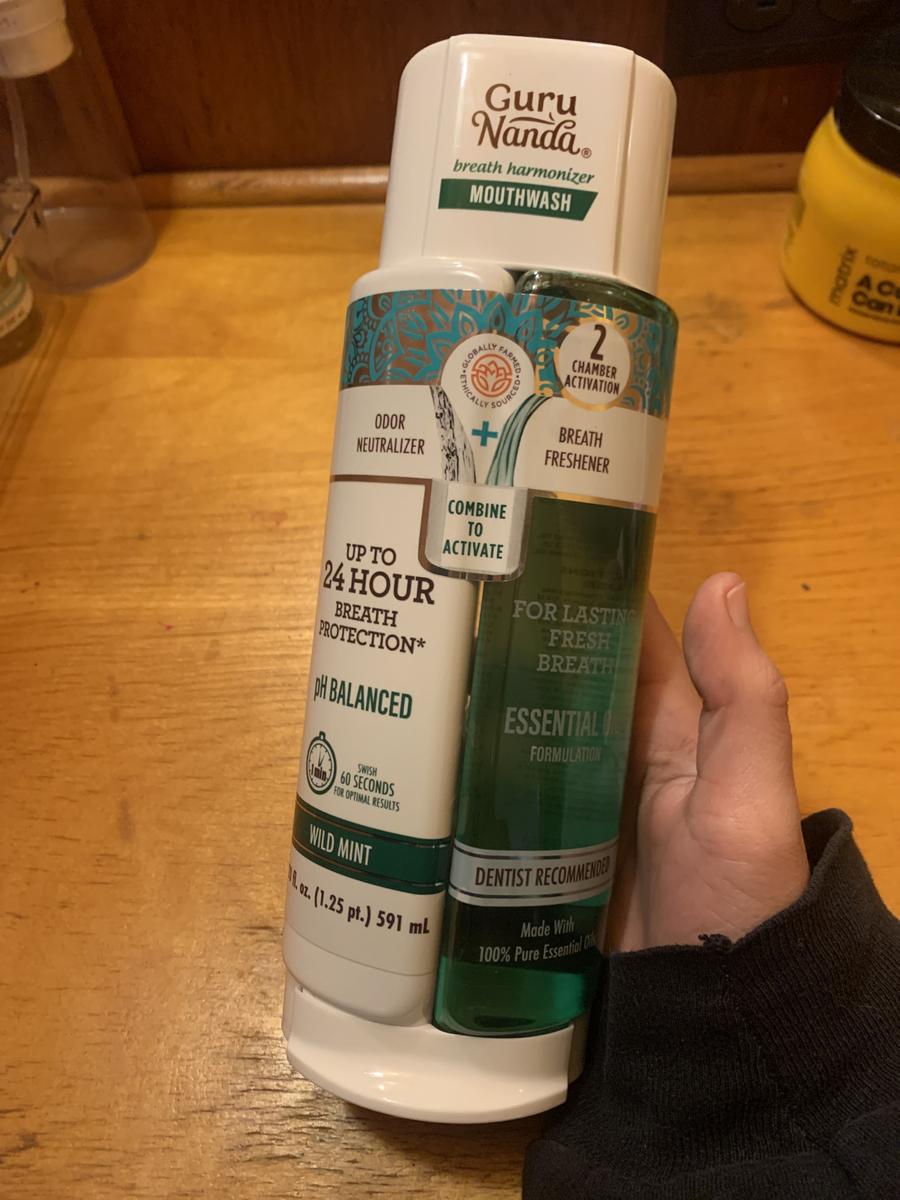 Guru
Nanda®
breath harmonizer
MOUTHWASH
GLOBALLY FARMED
ETHICALLY SOURCED
2
CHAMBER
ACTIVATION
ODOR
NEUTRALIZER
+
BREATH
FRESHENER
COMBINE
TO
ACTIVATE
UP TO
24 HOUR
BREATH
PROTECTION*
pH BALANCED
1 min.
SWISH
60 SECONDS
FOR OPTIMAL RESULTS
WILD MINT
fl. oz. (1.25 pt.) 591 mL
FOR LASTING
FRESH
BREATH
ESSENTIAL
FORMULATION
DENTIST RECOMMENDED
Made With
100% Pure Essential
matrix
A
Can